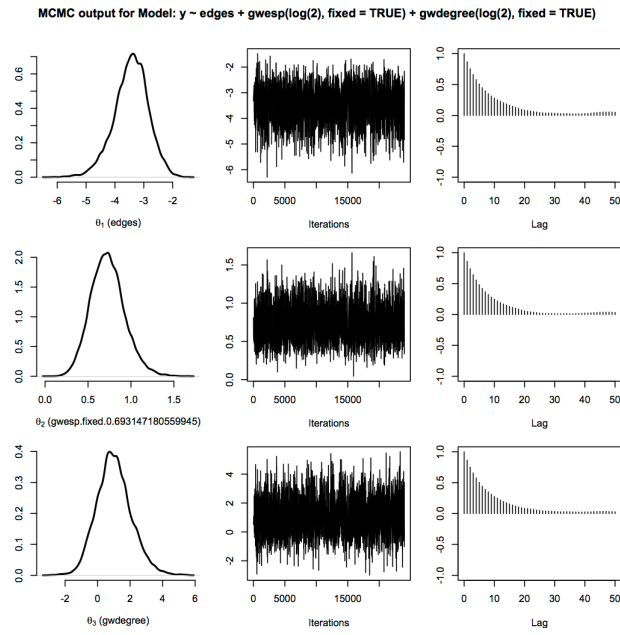 MCMC output for Model: y ~ edges + gwesp(log(2), fixed = TRUE) + gwdegree(log(2), fixed = TRUE)
0.0 0.2 0.4 0.6
-6 -5 -4 -3 -2
θ1 (edges)
-6 -5 -4 -3 -2
0 5000 15000
Iterations
-1.0 -0.5 0.0 0.5 1.0
0 10 20 30 40 50
Lag
0.0 0.5 1.0 1.5 2.0
0.0 0.5 1.0 1.5
θ2 (gwesp.fixed.0.693147180559945)
0.0 0.5 1.0 1.5
0 5000 15000
Iterations
-1.0 -0.5 0.0 0.5 1.0
0 10 20 30 40 50
Lag
0.0 0.1 0.2 0.3 0.4
-2 0 2 4 6
θ3 (gwdegree)
-2 0 2 4
0 5000 15000
Iterations
-1.0 -0.5 0.0 0.5 1.0
0 10 20 30 40 50
Lag